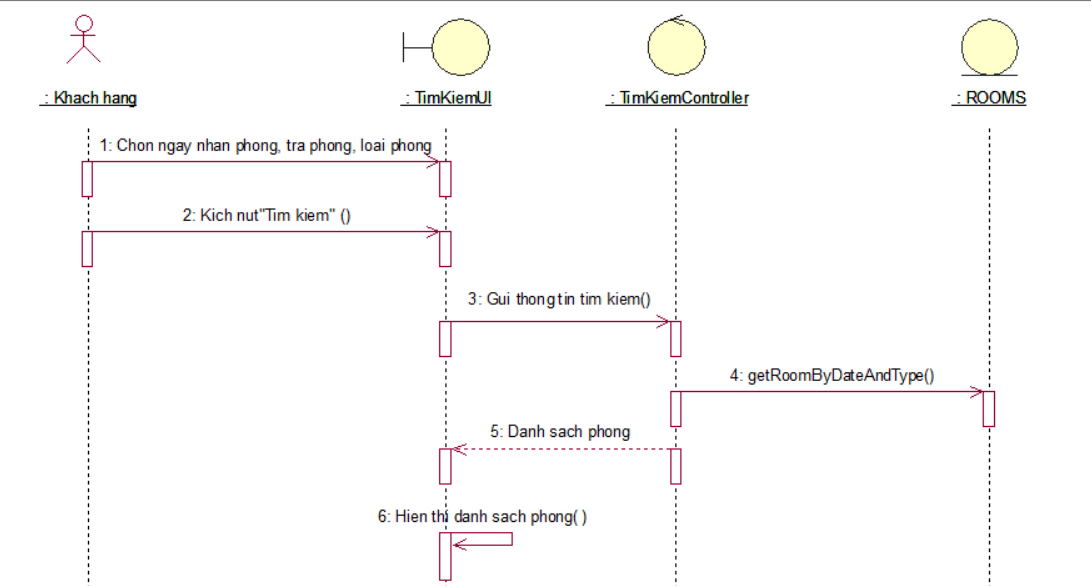 : Khach hang
: TimKiemUI
: TimKiemController
: ROOMS
1: Chon ngay nhan phong, tra phong, loai phong
2: Kich nut"Tim kiem" ()
3: Gui thong tin tim kiem()
4: getRoomByDateAndType()
5: Danh sach phong
6: Hien thi danh sach phong( )